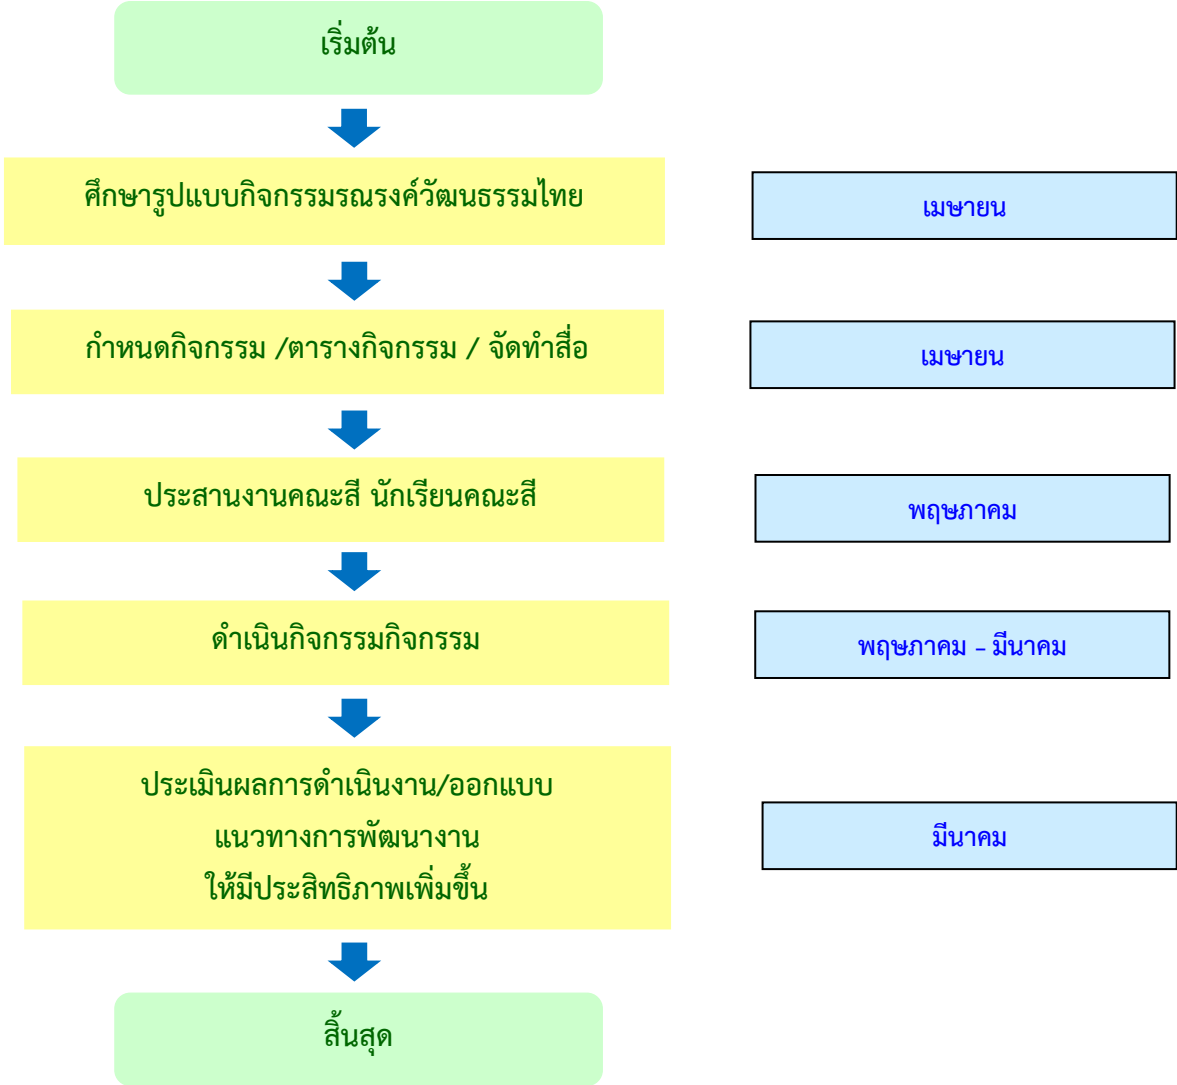 เริ่มต้น
ศึกษารูปแบบกิจกรรมรณรงค์วัฒนธรรมไทย
เมษายน
กำหนดกิจกรรม /ตารางกิจกรรม / จัดทำสื่อ
เมษายน
ประสานงานคณะสี นักเรียนคณะสี
พฤษภาคม
ดำเนินกิจกรรมกิจกรรม
พฤษภาคม – มีนาคม
ประเมินผลการดำเนินงาน/ออกแบบ
แนวทางการพัฒนางาน
ให้มีประสิทธิภาพเพิ่มขึ้น
มีนาคม
สิ้นสุด